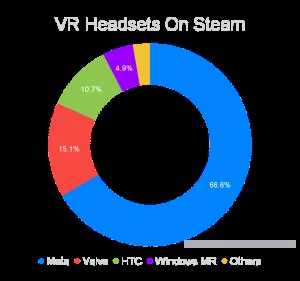 VR Headsets On Steam
4.9%
10.7%
15.1%
66.6%
Meta Valve HTC Windows MR Others